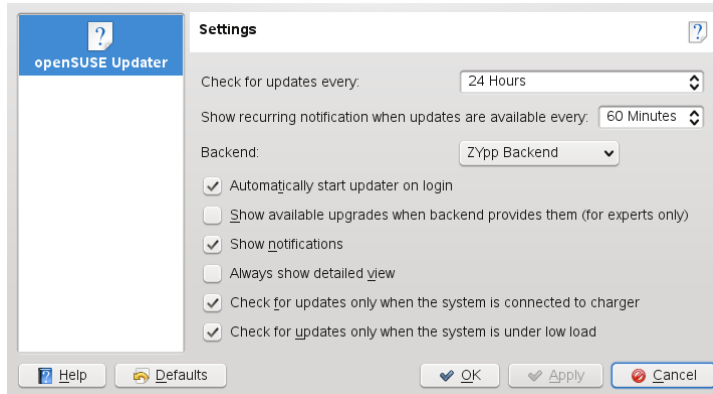 openSUSE Updater
Settings
Check for updates every: 24 Hours
Show recurring notification when updates are available every: 60 Minutes
Backend: ZYpp Backend
Automatically start updater on login
Show available upgrades when backend provides them (for experts only)
Show notifications
Always show detailed view
Check for updates only when the system is connected to charger
Check for updates only when the system is under low load
Help Defaults OK Apply Cancel